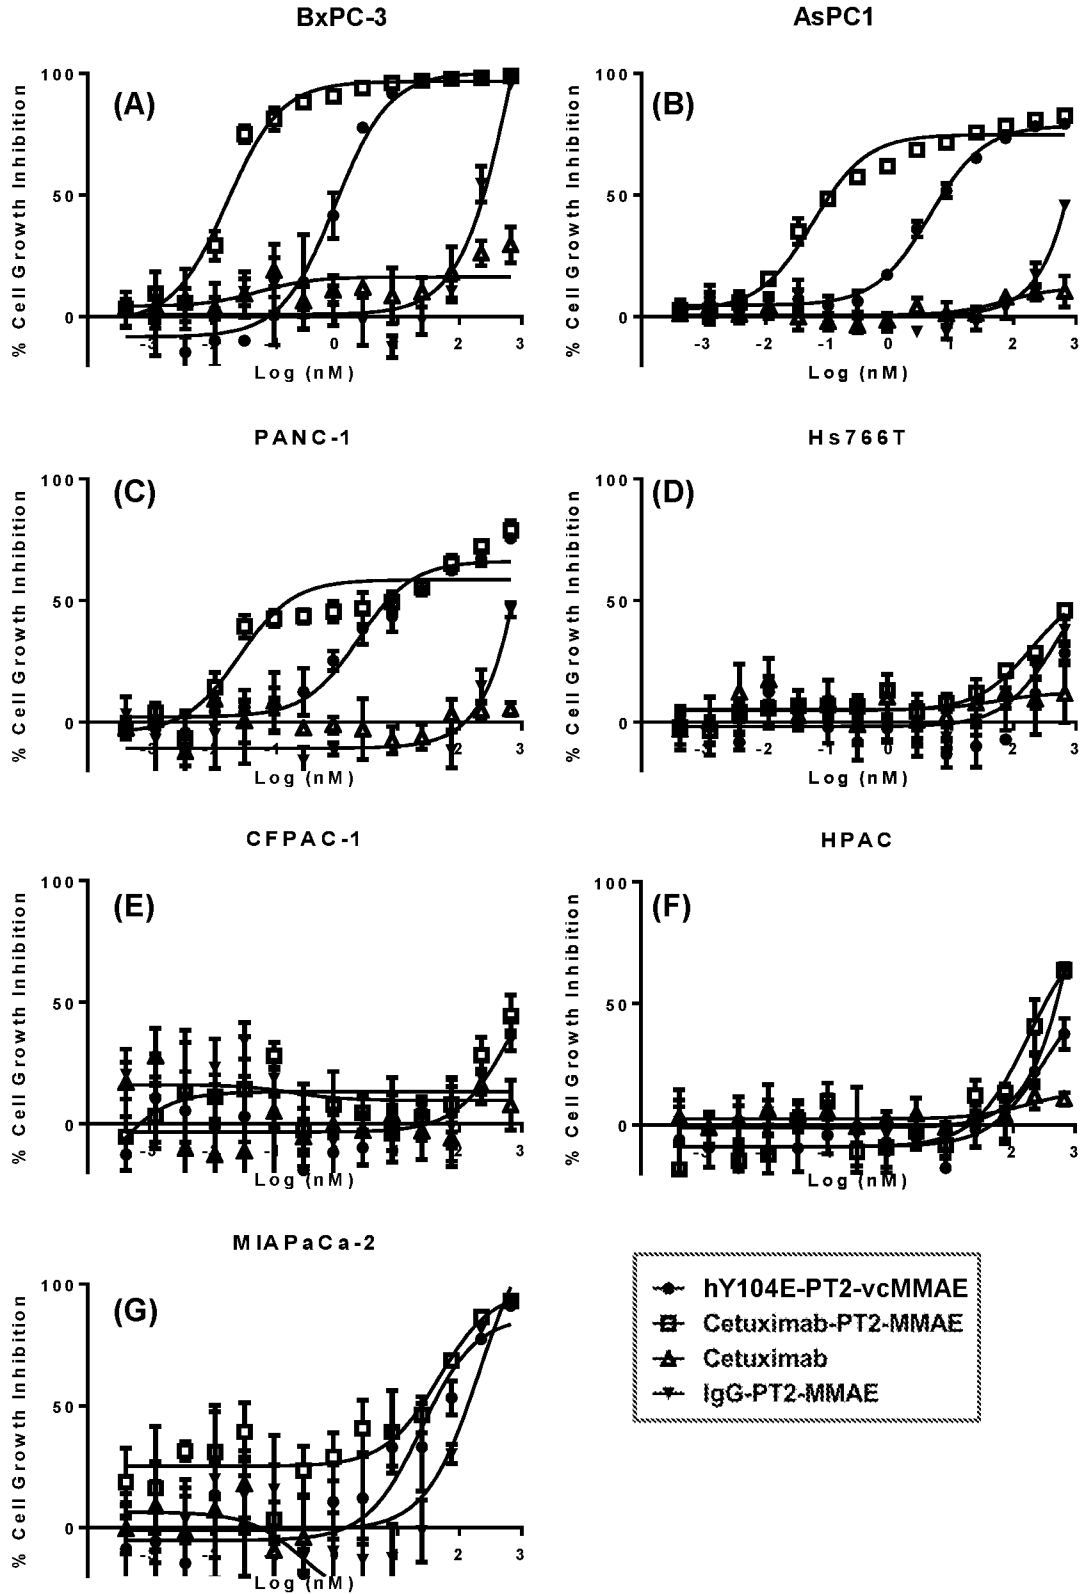 BxPC-3
AsPC1
% Cell Growth Inhibition
100
50
0
(A)
-3
-2
-1
0
2
3
Log (nM)
% Cell Growth Inhibition
100
50
0
(B)
-3
-2
-1
0
1
2
3
Log (nM)
PANC-1
Hs766T
% Cell Growth Inhibition
100
50
0
(C)
-3
-1
2
3
Log (nM)
% Cell Growth Inhibition
100
50
0
(D)
-2
-1
0
2
3
Log (nM)
CFPAC-1
HPAC
% Cell Growth Inhibition
100
50
0
(E)
-3
2
3
Log (nM)
% Cell Growth Inhibition
100
50
0
(F)
-3
2
3
Log (nM)
MIAPaCa-2
% Cell Growth Inhibition
100
50
0
(G)
-3
2
3
Log (nM)
hY104E-PT2-vcMMAE
Cetuximab-PT2-MMAE
Cetuximab
IgG-PT2-MMAE